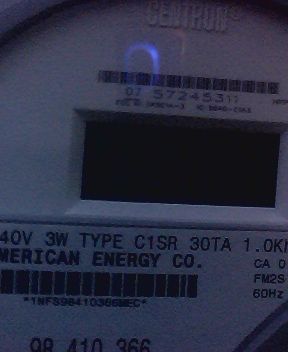 CENTRON
07 57245311
40V 3W TYPE C1SR 30TA 1.0K
MERICAN ENERGY CO.
CA 0
FM2S
60Hz
*1NFS98410366MEC*
98 410 366